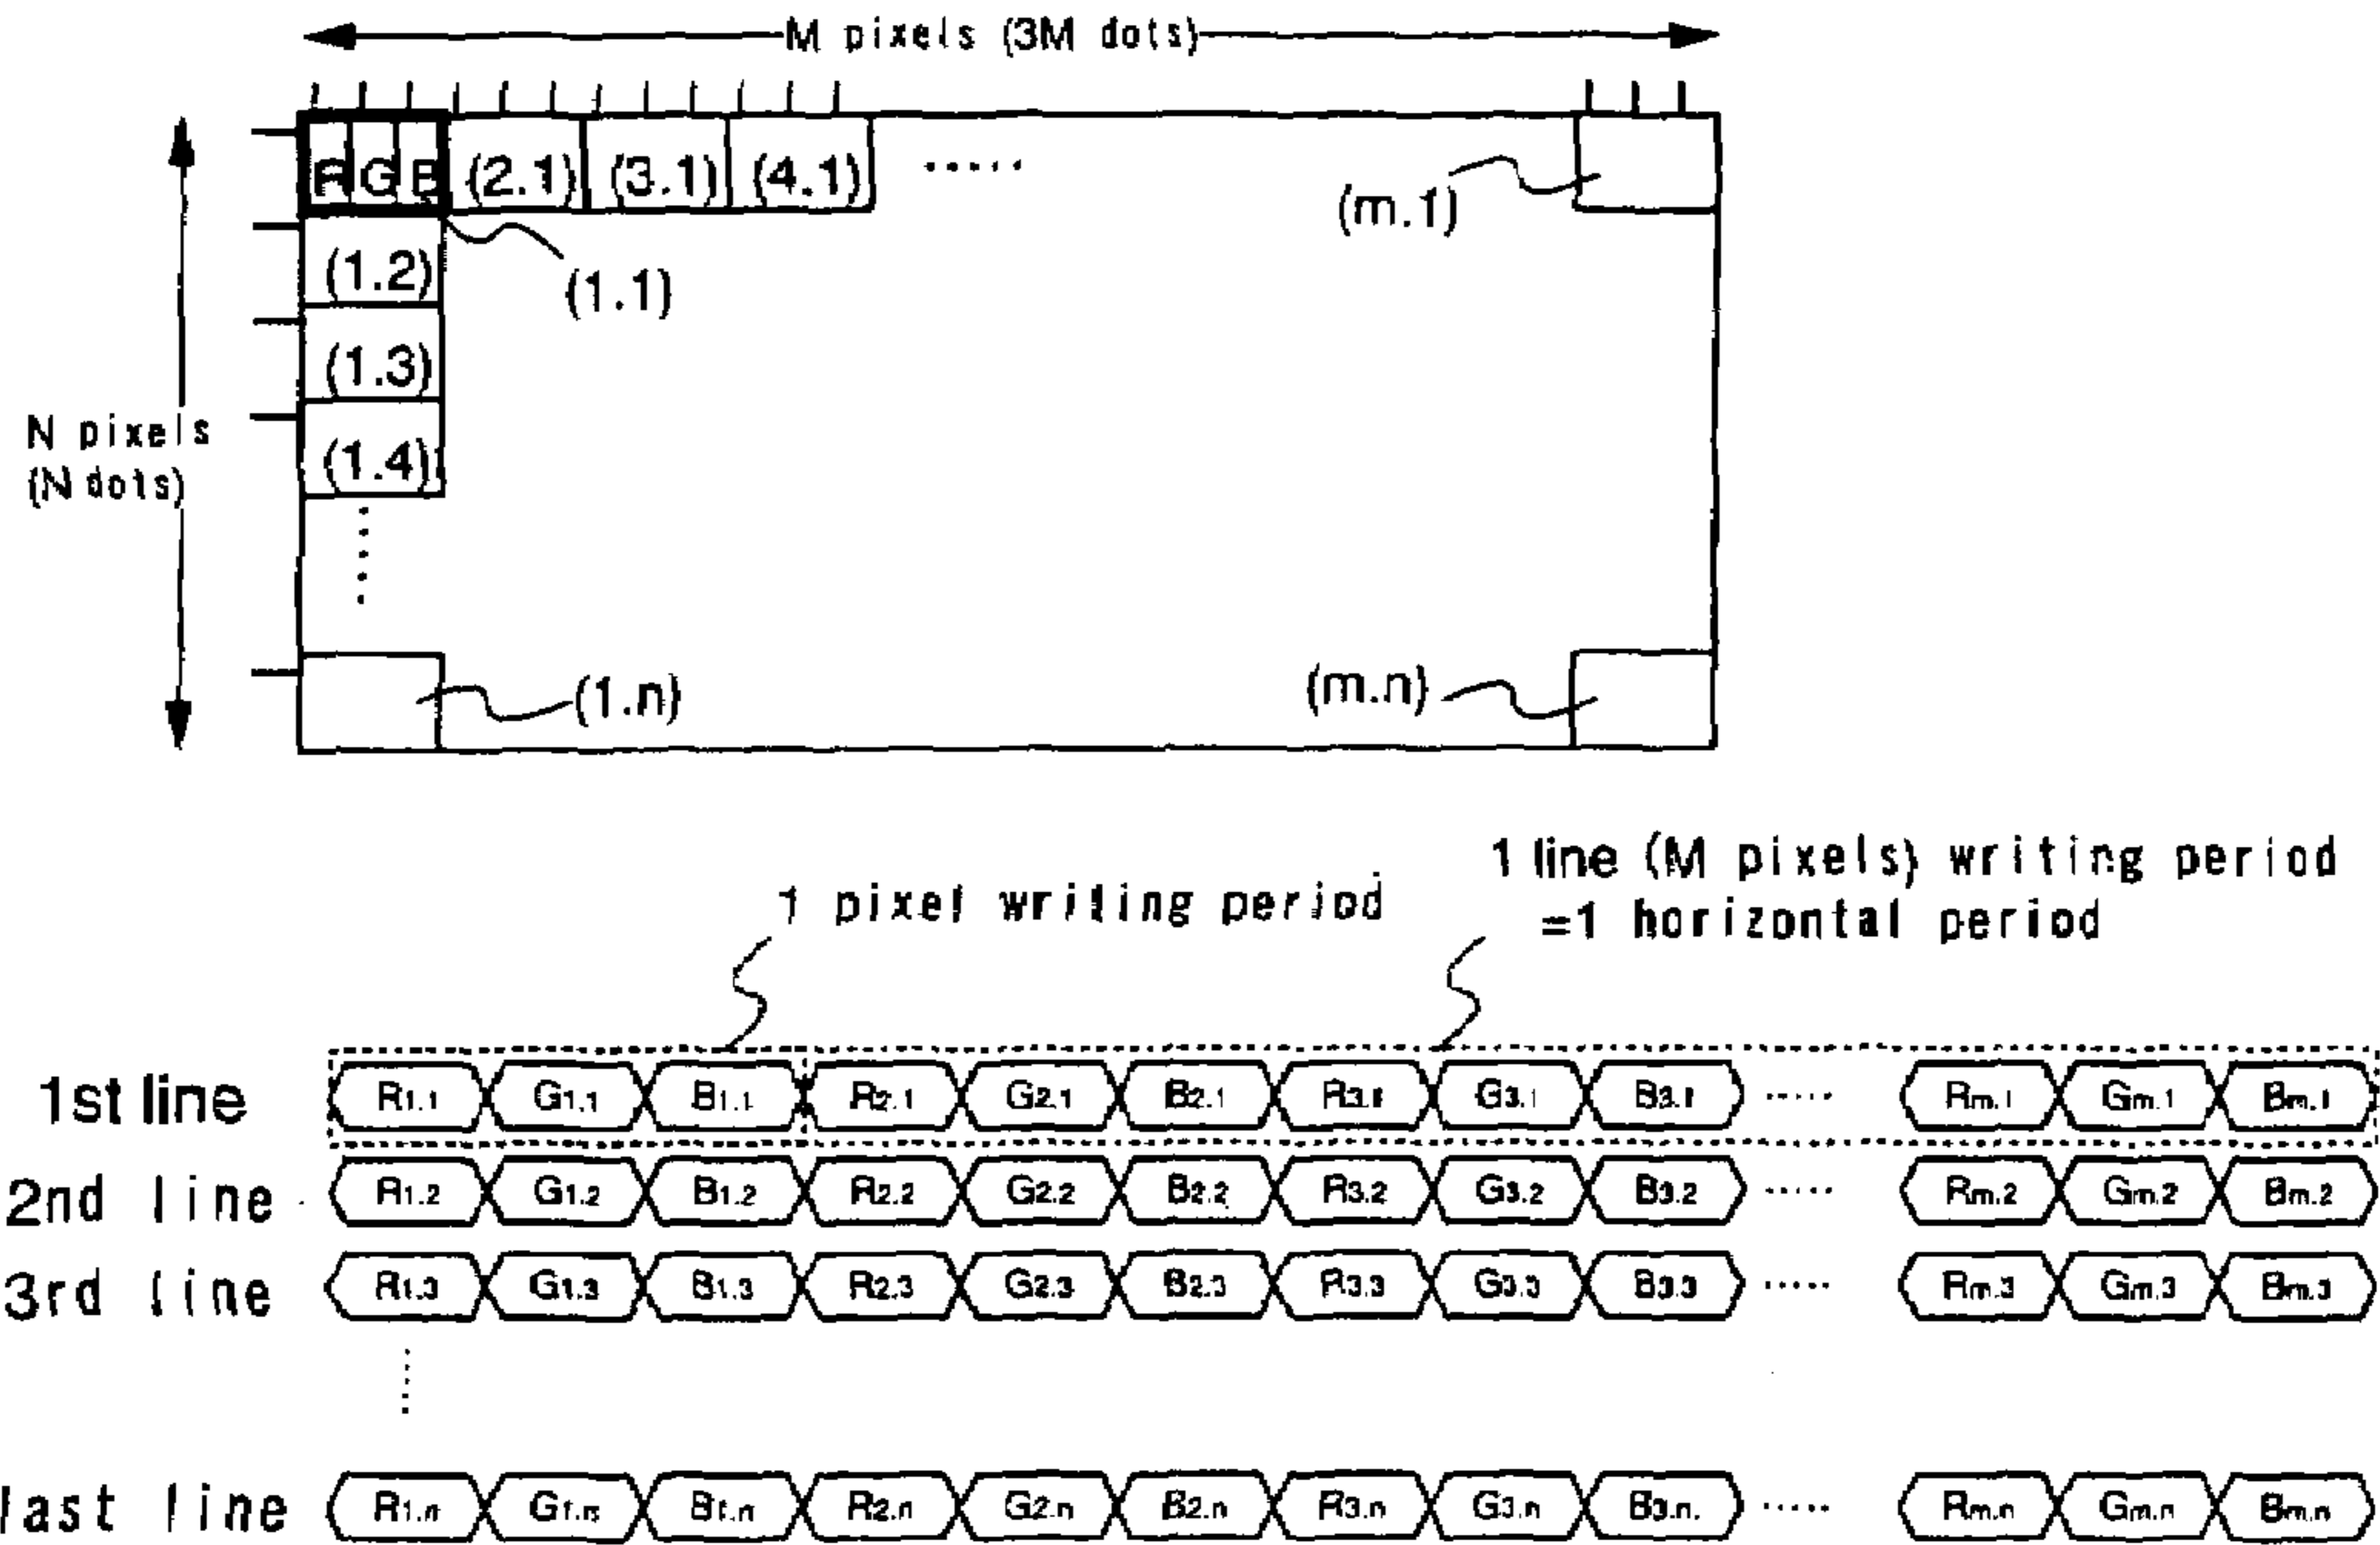 M pixels (3M dots)
R G B (2.1) (3.1) (4.1) ·····
(m.1)
(1.2)
(1.1)
(1.3)
N pixels
(N dots)
(1.4)
(1.n)
(m.n)
1 line (M pixels) writing period
=1 horizontal period
1 pixel writing period
1st line R1.1 G1.1 B1.1 R2.1 G2.1 B2.1 R3.1 G3.1 B3.1 ····· Rm.1 Gm.1 Bm.1
2nd line R1.2 G1.2 B1.2 R2.2 G2.2 B2.2 R3.2 G3.2 B3.2 ····· Rm.2 Gm.2 Bm.2
3rd line R1.3 G1.3 B1.3 R2.3 G2.3 B2.3 R3.3 G3.3 B3.3 ····· Rm.3 Gm.3 Bm.3
last line R1.n G1.n B1.n R2.n G2.n B2.n R3.n G3.n B3.n. ····· Rm.n Gm.n Bm.n